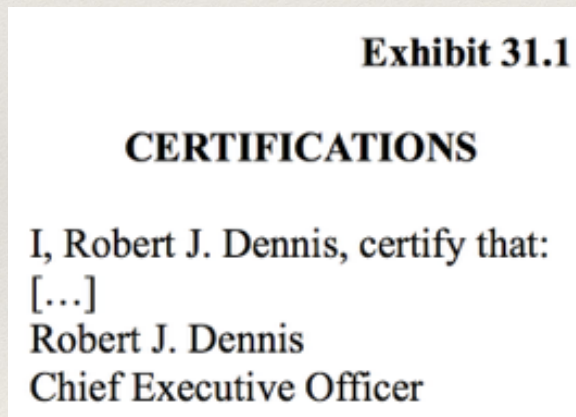 Exhibit 31.1
CERTIFICATIONS
I, Robert J. Dennis, certify that:
[...]
Robert J. Dennis
Chief Executive Officer